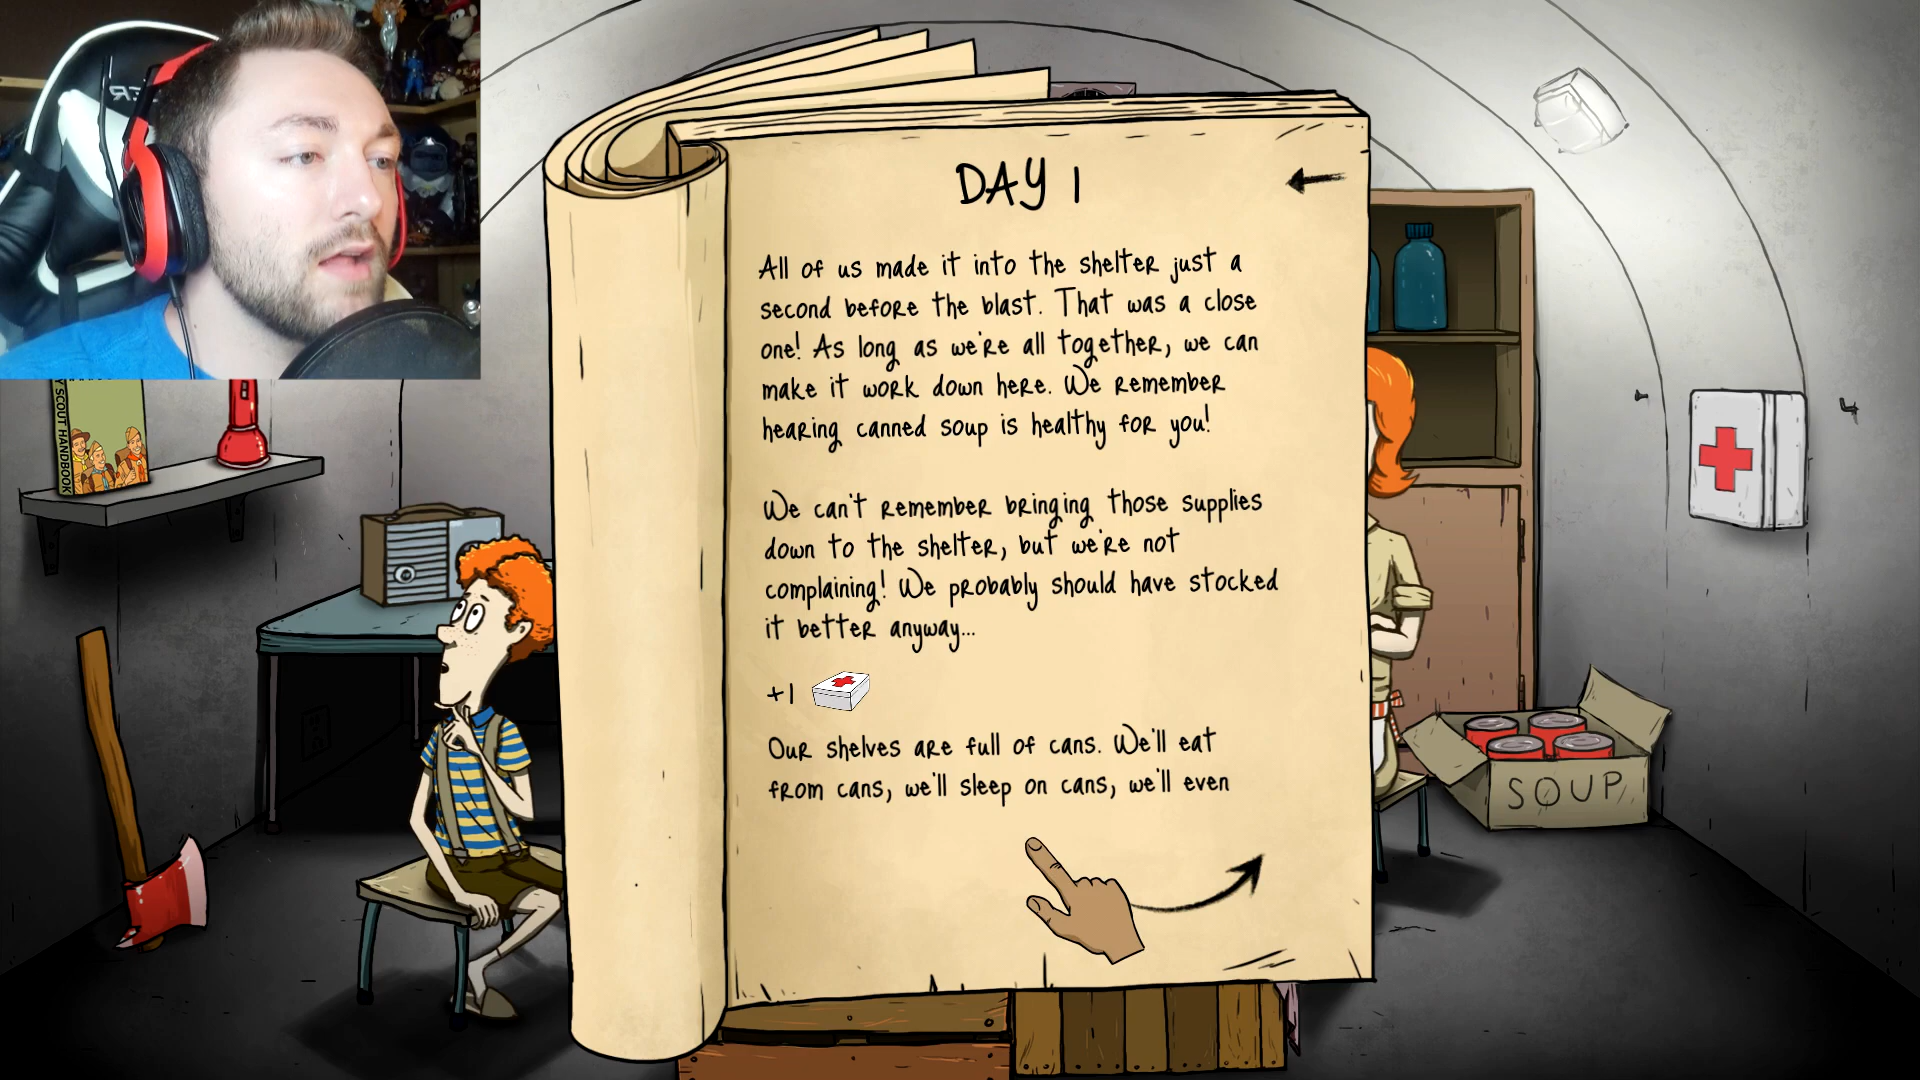 DAY 1
All of us made it into the shelter just a
second before the blast. That was a close
one! As long as we're all together, we can
make it work down here. We remember
hearing canned soup is healthy for you!
We can't remember bringing those supplies
down to the shelter, but we're not
complaining! We probably should have stocked
it better anyway...
+1
Our shelves are full of cans. We'll eat
from cans, we'll sleep on cans, we'll even
Y SCOUT HANDBOOK
SOUP